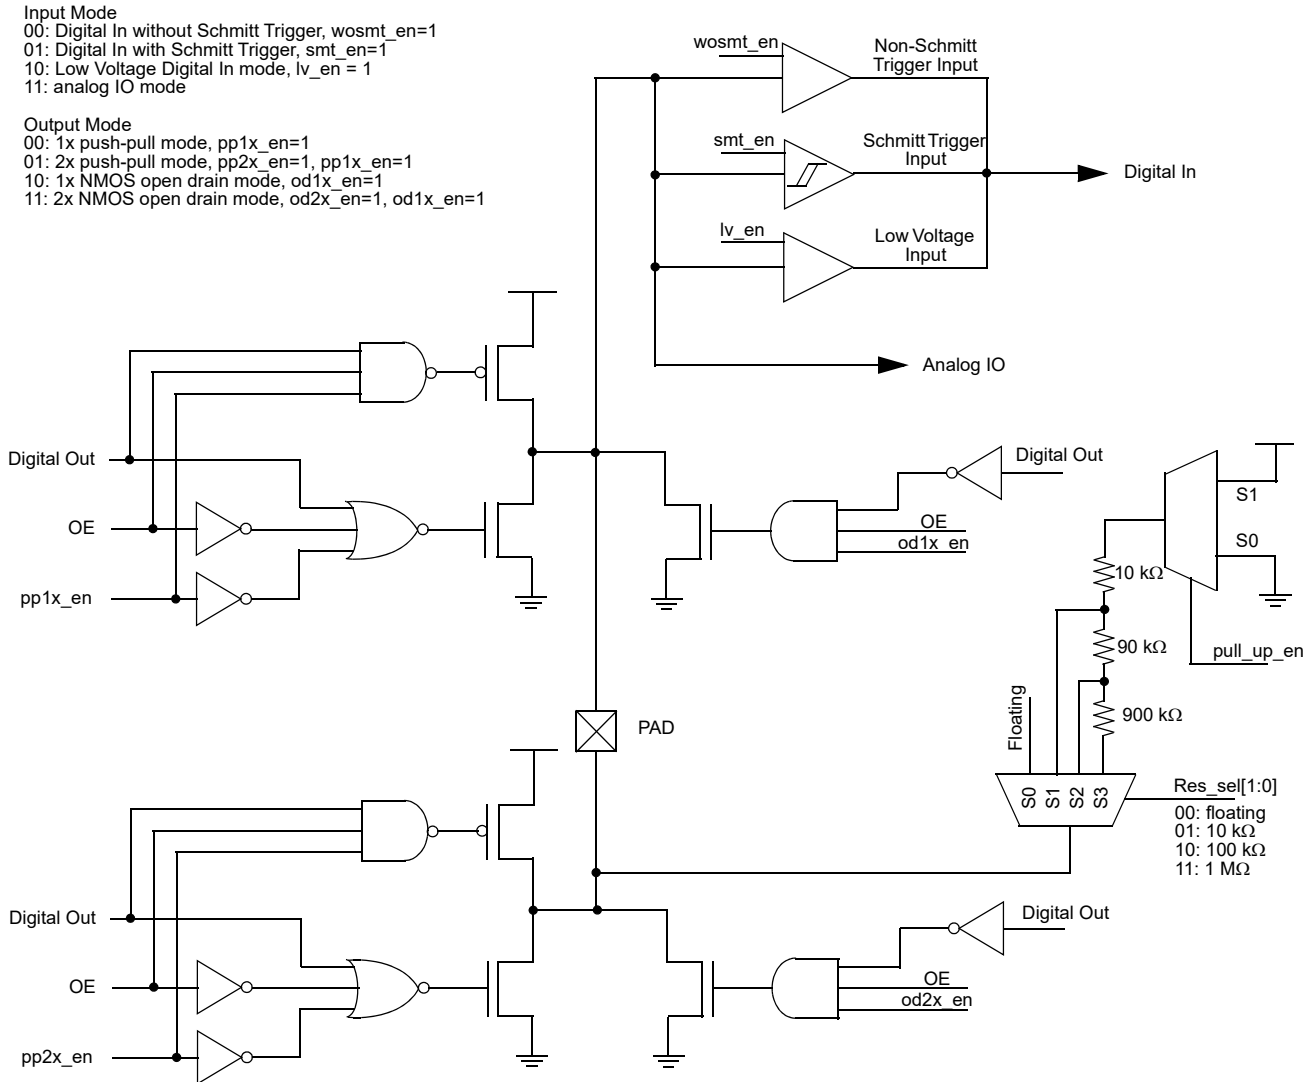 Input Mode
00: Digital In without Schmitt Trigger, wosmt_en=1
01: Digital In with Schmitt Trigger, smt_en=1
10: Low Voltage Digital In mode, lv_en = 1
11: analog IO mode
Output Mode
00: 1x push-pull mode, pp1x_en=1
01: 2x push-pull mode, pp2x_en=1, pp1x_en=1
10: 1x NMOS open drain mode, od1x_en=1
11: 2x NMOS open drain mode, od2x_en=1, od1x_en=1
wosmt_en
Non-Schmitt
Trigger Input
smt_en
Schmitt Trigger
Input
Digital In
lv_en
Low Voltage
Input
Analog IO
Digital Out
OE
pp1x_en
Digital Out
OE
od1x_en
S1
S0
10 kΩ
90 kΩ
pull_up_en
900 kΩ
Floating
PAD
S0
S1
S2
S3
Res_sel[1:0]
00: floating
01: 10 kΩ
10: 100 kΩ
11: 1 MΩ
Digital Out
OE
pp2x_en
Digital Out
OE
od2x_en